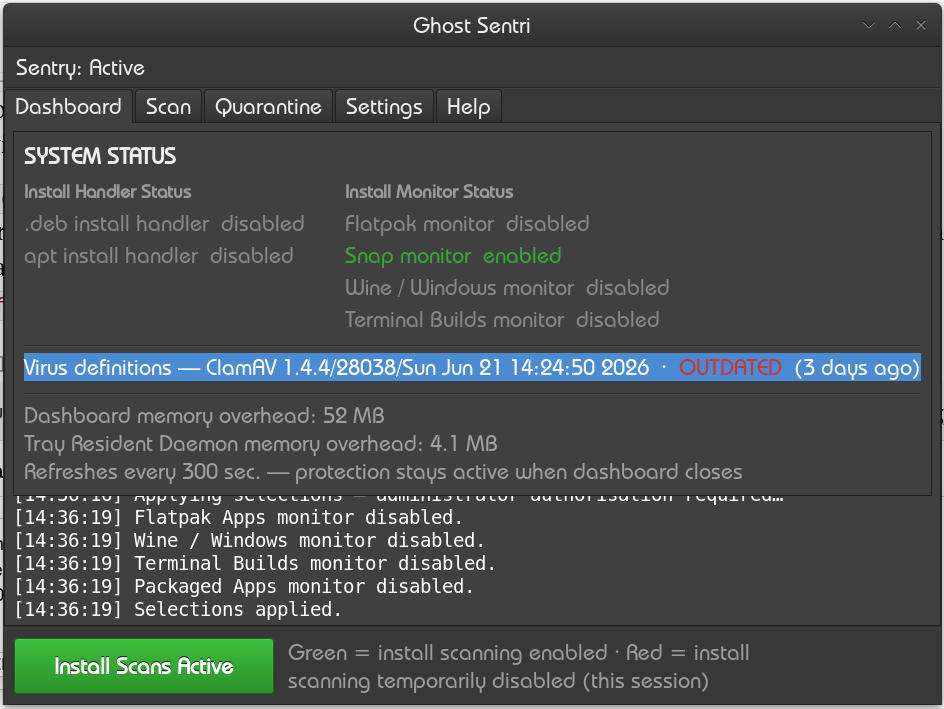 Ghost Sentri
Sentry: Active
Dashboard Scan Quarantine Settings Help
SYSTEM STATUS
Install Handler Status
.deb install handler disabled
apt install handler disabled
Install Monitor Status
Flatpak monitor disabled
Snap monitor enabled
Wine / Windows monitor disabled
Terminal Builds monitor disabled
Virus definitions — ClamAV 1.4.4/28038/Sun Jun 21 14:24:50 2026 · OUTDATED (3 days ago)
Dashboard memory overhead: 52 MB
Tray Resident Daemon memory overhead: 4.1 MB
Refreshes every 300 sec. — protection stays active when dashboard closes
Applying selections — administrator authorisation required…
[14:36:19] Flatpak Apps monitor disabled.
[14:36:19] Wine / Windows monitor disabled.
[14:36:19] Terminal Builds monitor disabled.
[14:36:19] Packaged Apps monitor disabled.
[14:36:19] Selections applied.
Install Scans Active
Green = install scanning enabled · Red = install
scanning temporarily disabled (this session)